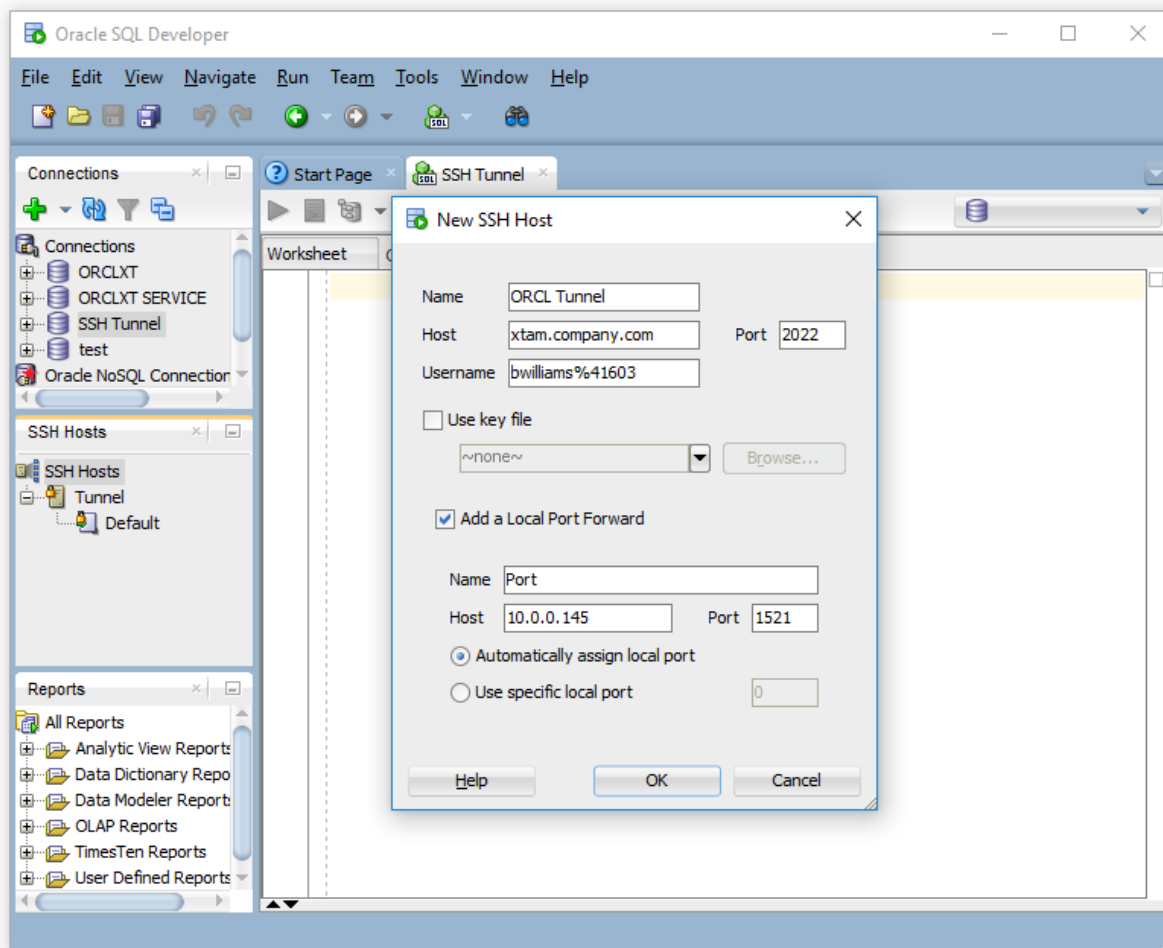 Oracle SQL Developer
File Edit View Navigate Run Team Tools Window Help
Connections
Start Page
SSH Tunnel
Connections
ORCLXT
ORCLXT SERVICE
SSH Tunnel
test
Oracle NoSQL Connection
SSH Hosts
SSH Hosts
Tunnel
Default
Reports
All Reports
Analytic View Reports
Data Dictionary Repo
Data Modeler Reports
OLAP Reports
TimesTen Reports
User Defined Reports
Worksheet
New SSH Host
Name ORCL Tunnel
Host xtam.company.com Port 2022
Username bwilliams%41603
Use key file
~none~ Browse...
Add a Local Port Forward
Name Port
Host 10.0.0.145 Port 1521
Automatically assign local port
Use specific local port 0
Help OK Cancel